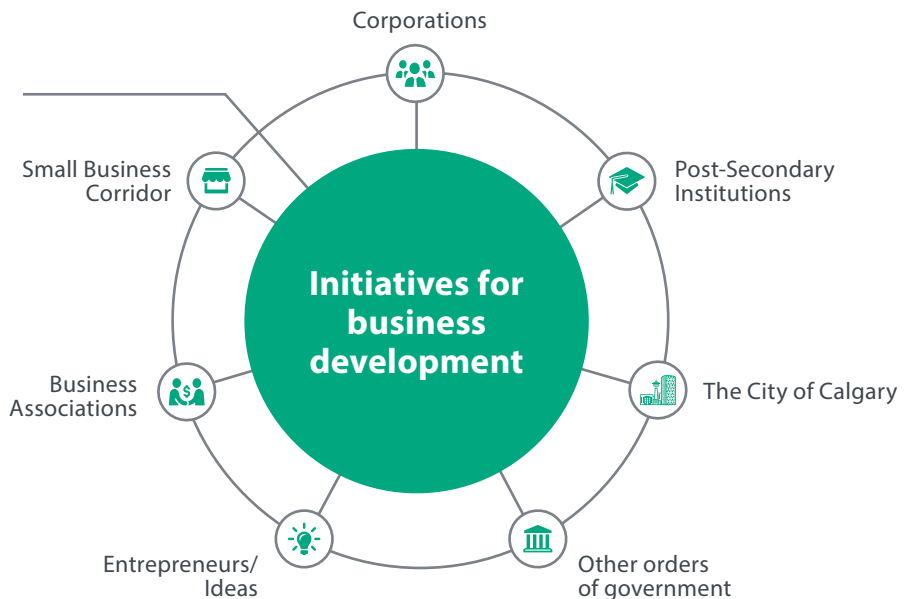 Corporations
Small Business
Corridor
Post-Secondary
Institutions
Initiatives for
business
development
Business
Associations
The City of Calgary
Entrepreneurs/
Ideas
Other orders
of government
$